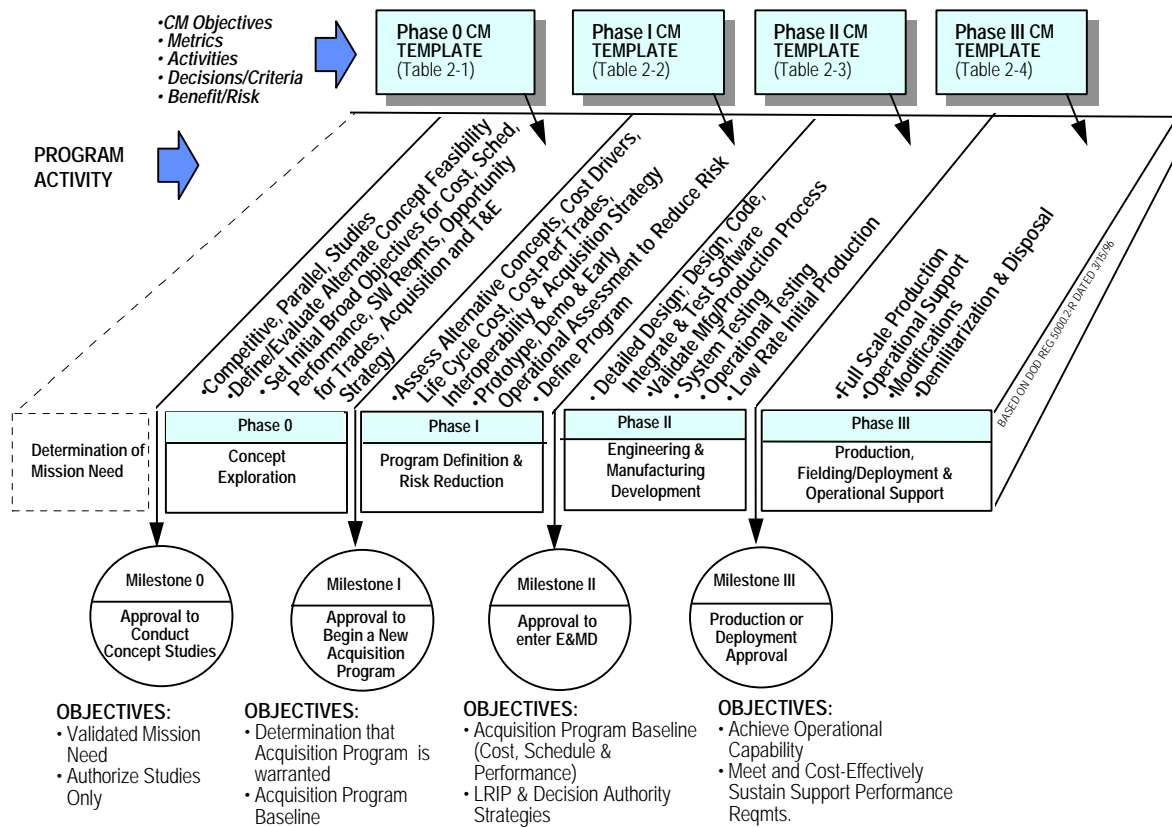 •CM Objectives
•Metrics
•Activities
•Decisions/Criteria
•Benefit/Risk
Phase 0 CM
TEMPLATE
(Table 2-1)
Phase I CM
TEMPLATE
(Table 2-2)
Phase II CM
TEMPLATE
(Table 2-3)
Phase III CM
TEMPLATE
(Table 2-4)
PROGRAM
ACTIVITY
•Competitive, Parallel, Studies
•Define/Evaluate Alternate Concept Feasibility
• Set Initial Broad Objectives for Cost, Sched,
Performance, SW Reqmts, Opportunity
for Trades, Acquisition and T&E
Strategy
•Assess Alternative Concepts, Cost Drivers,
Life Cycle Cost, Cost-Perf Trades,
Interoperability & Acquisition Strategy
•Prototype, Demo & Early
Operational Assessment to Reduce Risk
• Define Program
• Detailed Design; Design, Code,
Integrate & Test Software
•Validate Mfg/Production Process
• System Testing
•Operational Testing
•Low Rate Initial Production
•Full Scale Production
•Operational Support
•Modifications
•Demilitarization & Disposal
BASED ON DOD REG 5000.2-R DATED 3/15/96
Determination of
Mission Need
Phase 0
Concept
Exploration
Phase I
Program Definition &
Risk Reduction
Phase II
Engineering &
Manufacturing
Development
Phase III
Production,
Fielding/Deployment &
Operational Support
Milestone 0
Approval to
Conduct
Concept Studies
Milestone I
Approval to
Begin a New
Acquisition
Program
Milestone II
Approval to
enter E&MD
Milestone III
Production or
Deployment
Approval
OBJECTIVES:
• Validated Mission
Need
• Authorize Studies
Only
OBJECTIVES:
• Determination that
Acquisition Program is
warranted
• Acquisition Program
Baseline
OBJECTIVES:
• Acquisition Program Baseline
(Cost, Schedule &
Performance)
• LRIP & Decision Authority
Strategies
OBJECTIVES:
• Achieve Operational
Capability
• Meet and Cost-Effectively
Sustain Support Performance
Reqmts.